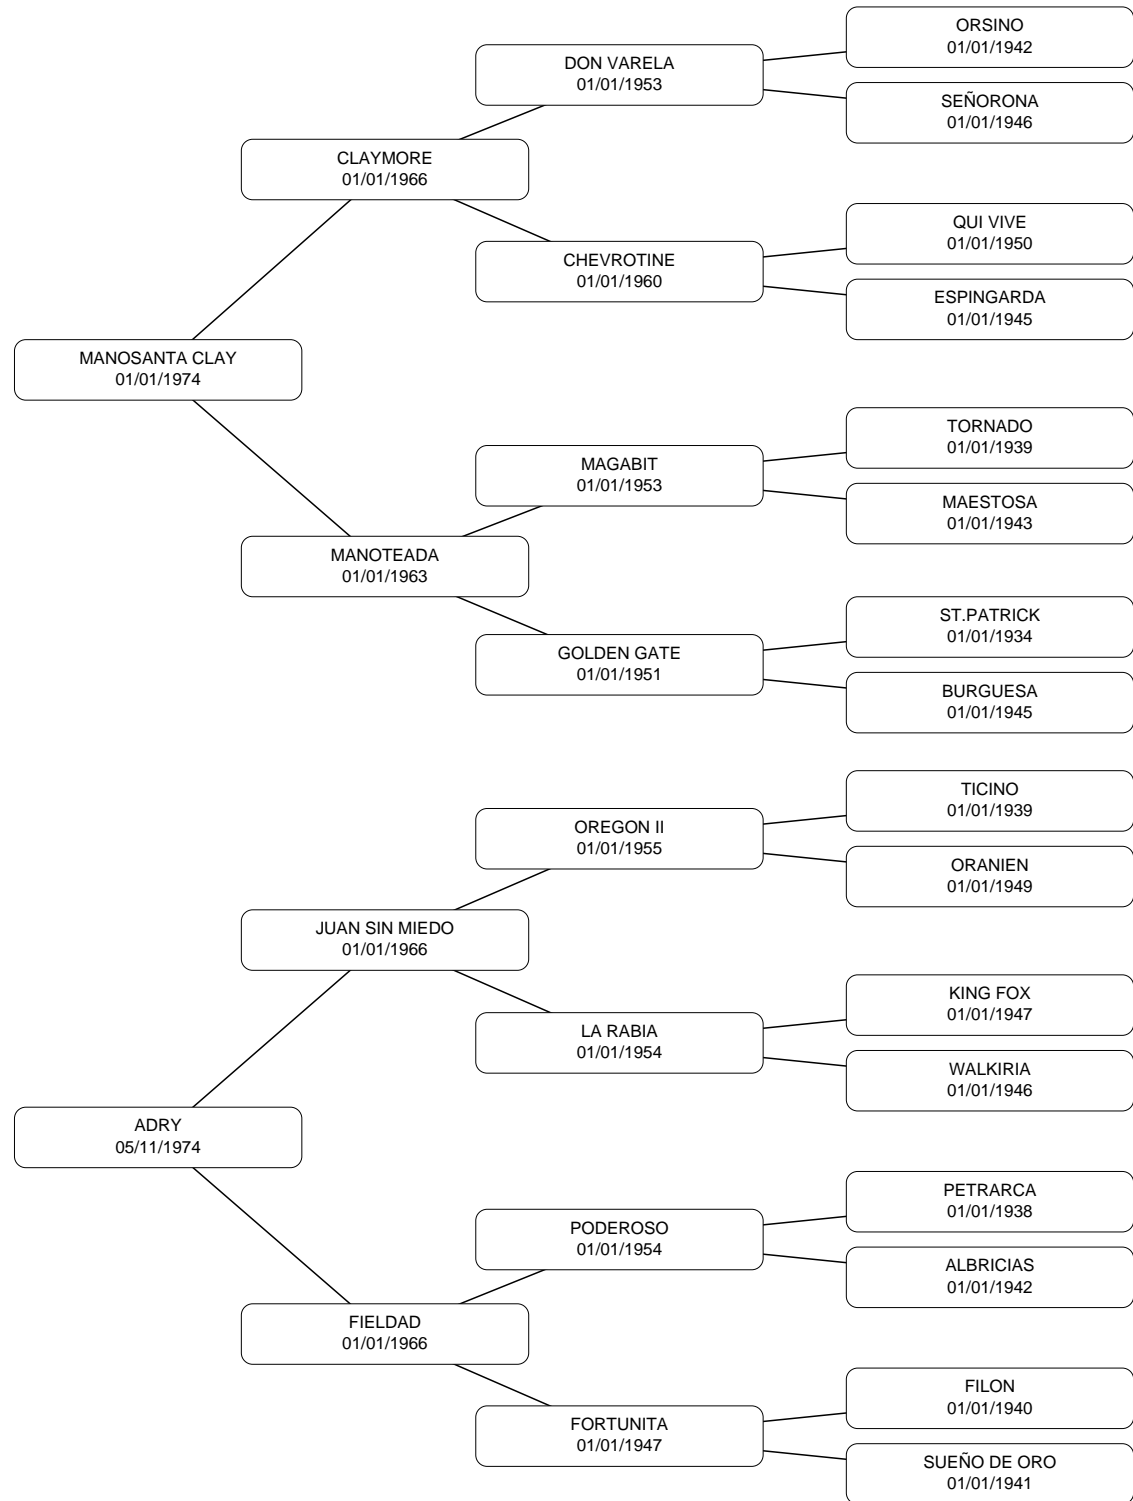 ORSINO
01/01/1942
DON VARELA
01/01/1953
SEÑORONA
01/01/1946
CLAYMORE
01/01/1966
QUI VIVE
01/01/1950
CHEVROTINE
01/01/1960
ESPINGARDA
01/01/1945
MANOSANTA CLAY
01/01/1974
TORNADO
01/01/1939
MAGABIT
01/01/1953
MAESTOSA
01/01/1943
MANOTEADA
01/01/1963
ST.PATRICK
01/01/1934
GOLDEN GATE
01/01/1951
BURGUESA
01/01/1945
TICINO
01/01/1939
OREGON II
01/01/1955
ORANIEN
01/01/1949
JUAN SIN MIEDO
01/01/1966
KING FOX
01/01/1947
LA RABIA
01/01/1954
WALKIRIA
01/01/1946
ADRY
05/11/1974
PETRARCA
01/01/1938
PODEROSO
01/01/1954
ALBRICIAS
01/01/1942
FIELDAD
01/01/1966
FILON
01/01/1940
FORTUNITA
01/01/1947
SUEÑO DE ORO
01/01/1941